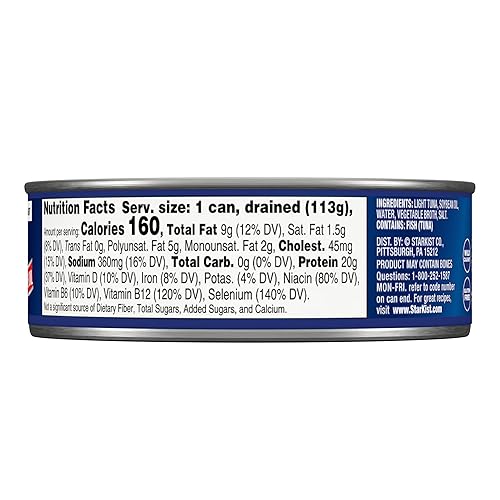 Nutrition Facts Serv. size: 1 can, drained (113g),
Amount per serving: Calories 160, Total Fat 9g (12% DV), Sat. Fat 1.5g
(8% DV), Trans Fat 0g, Polyunsat. Fat 5g, Monounsat. Fat 2g, Cholest. 45mg
(15% DV), Sodium 360mg (16% DV), Total Carb. 0g (0% DV), Protein 20g
(37% DV), Vitamin D (10% DV), Iron (8% DV), Potas. (4% DV), Niacin (80% DV),
Vitamin B6 (10% DV), Vitamin B12 (120% DV), Selenium (140% DV).
Not a significant source of Dietary Fiber, Total Sugars, Added Sugars, and Calcium.
INGREDIENTS: LIGHT TUNA, SOYBEAN OIL,
WATER, VEGETABLE BROTH, SALT.
CONTAINS: FISH (TUNA)
DIST. BY: © STARKIST CO.,
PITTSBURGH, PA 15212
PRODUCT MAY CONTAIN BONES
Questions? 1-800-252-1587
MON-FRI. refer to code number
on can end. For great recipes,
visit www.StarKist.com